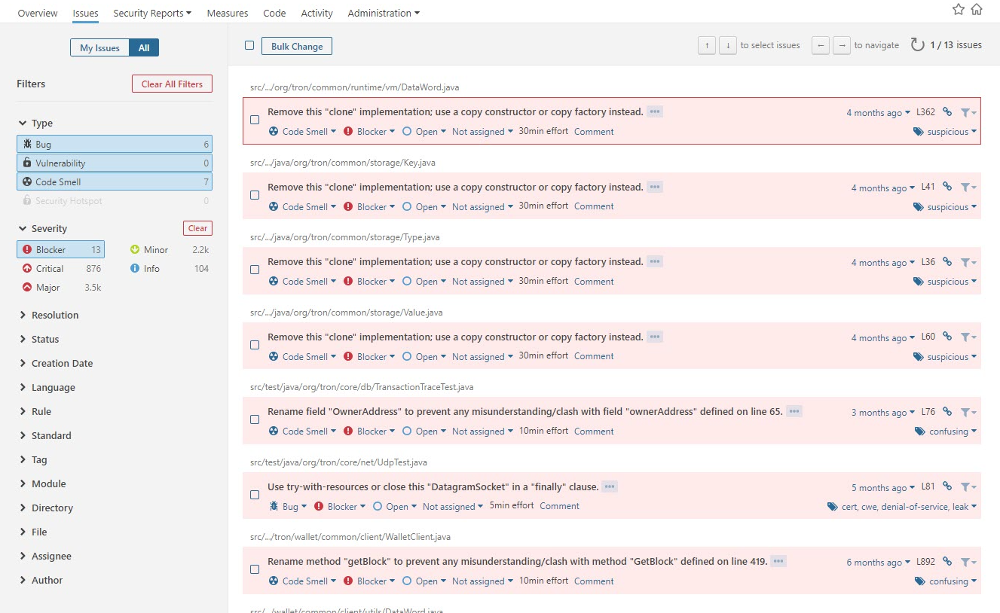 Overview Issues Security Reports Measures Code Activity Administration
My Issues All
Bulk Change
↑ ↓ to select issues ← → to navigate 1 / 13 issues
Filters Clear All Filters
Type
Bug 6
Vulnerability 0
Code Smell 7
Security Hotspot 0
Severity Clear
Blocker 13 Minor 2.2k
Critical 876 Info 104
Major 3.5k
Resolution
Status
Creation Date
Language
Rule
Standard
Tag
Module
Directory
File
Assignee
Author
src/.../org/tron/common/runtime/vm/DataWord.java
Remove this "clone" implementation; use a copy constructor or copy factory instead. ••• 4 months ago L362
Code Smell Blocker Open Not assigned 30min effort Comment suspicious
src/.../java/org/tron/common/storage/Key.java
Remove this "clone" implementation; use a copy constructor or copy factory instead. ••• 4 months ago L41
Code Smell Blocker Open Not assigned 30min effort Comment suspicious
src/.../java/org/tron/common/storage/Type.java
Remove this "clone" implementation; use a copy constructor or copy factory instead. ••• 4 months ago L36
Code Smell Blocker Open Not assigned 30min effort Comment suspicious
src/.../java/org/tron/common/storage/Value.java
Remove this "clone" implementation; use a copy constructor or copy factory instead. ••• 4 months ago L60
Code Smell Blocker Open Not assigned 30min effort Comment suspicious
src/test/java/org/tron/core/db/TransactionTraceTest.java
Rename field "OwnerAddress" to prevent any misunderstanding/clash with field "ownerAddress" defined on line 65. ••• 3 months ago L76
Code Smell Blocker Open Not assigned 10min effort Comment confusing
src/test/java/org/tron/core/net/UdpTest.java
Use try-with-resources or close this "DatagramSocket" in a "finally" clause. ••• 5 months ago L81
Bug Blocker Open Not assigned 5min effort Comment cert, cwe, denial-of-service, leak
src/.../tron/wallet/common/client/WalletClient.java
Rename method "getBlock" to prevent any misunderstanding/clash with method "GetBlock" defined on line 419. ••• 6 months ago L892
Code Smell Blocker Open Not assigned 10min effort Comment confusing
src/.../wallet/common/client/utils/DataWord.java